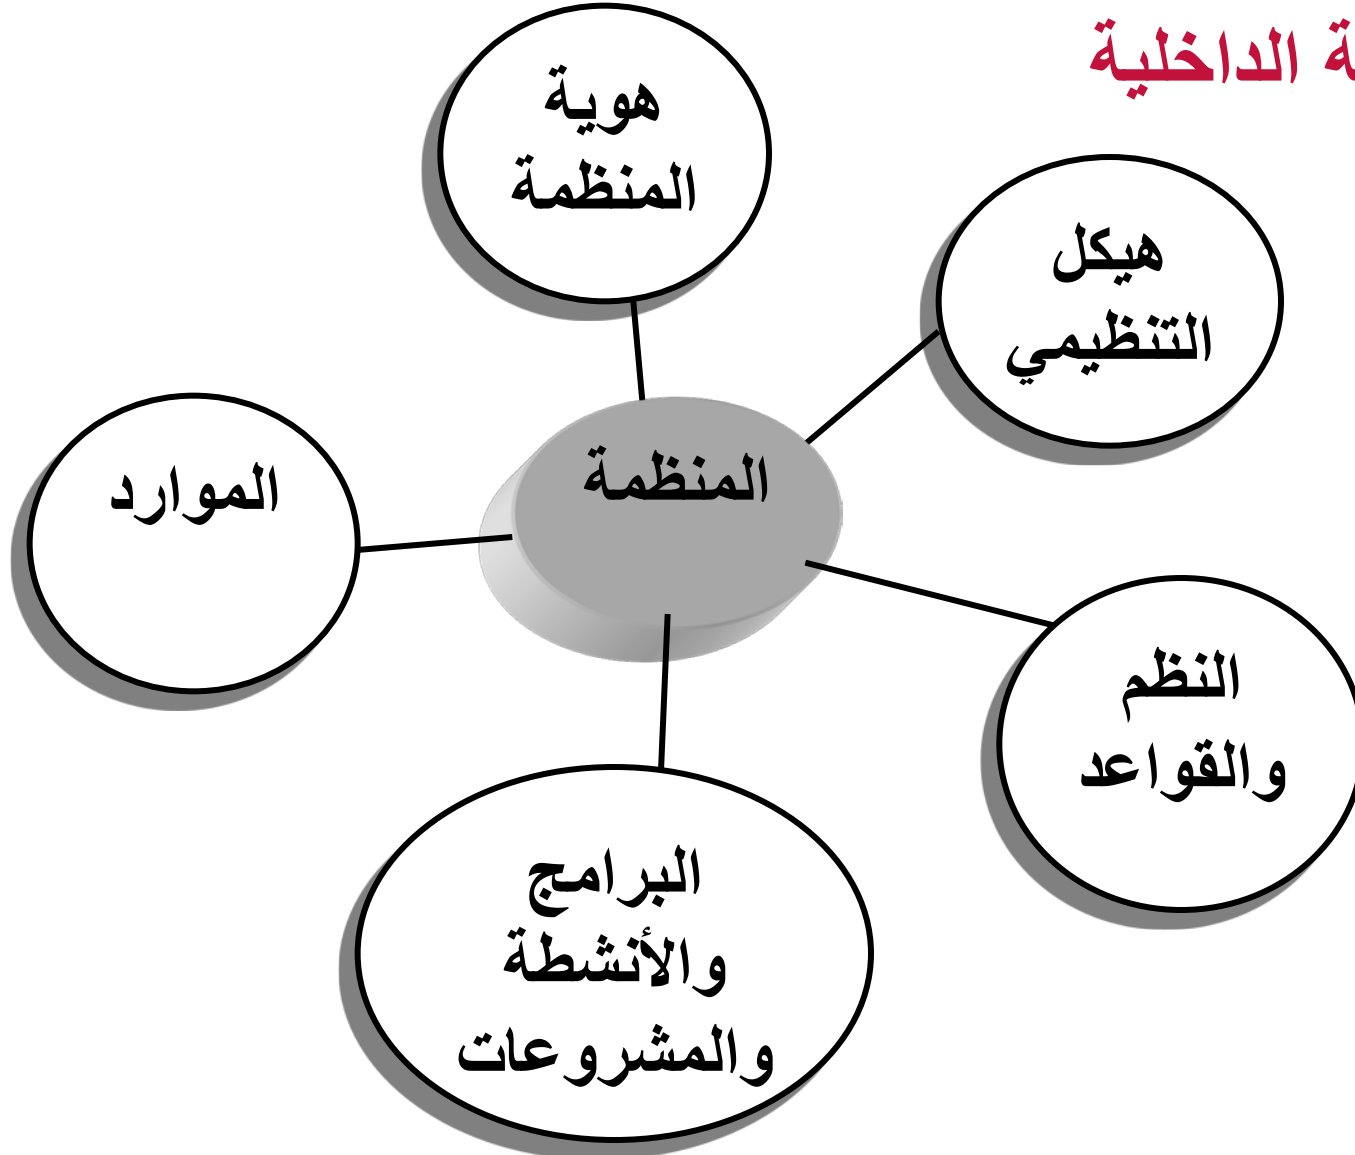 الداخلية
هوية
المنظمة
هيكل
التنظيمي
المنظمة
الموارد
النظم
والقواعد
البرامج
والأنشطة
والمشروعات